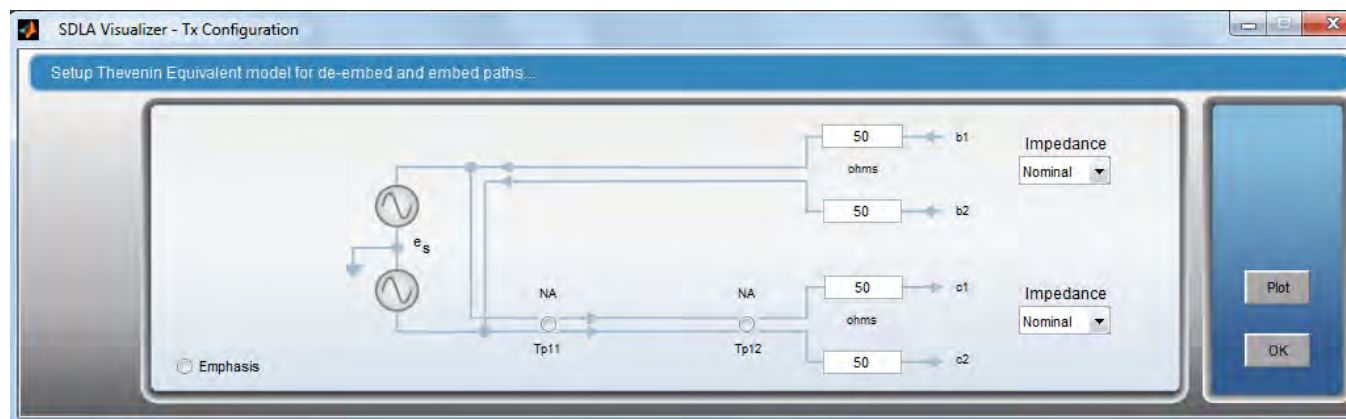 SDLA Visualizer - Tx Configuration
Setup Thevenin Equivalent model for de-embed and embed paths...
50
b1
ohms
50
b2
Impedance
Nominal
es
NA
NA
Tp11
Tp12
50
c1
ohms
50
c2
Impedance
Nominal
Emphasis
Plot
OK